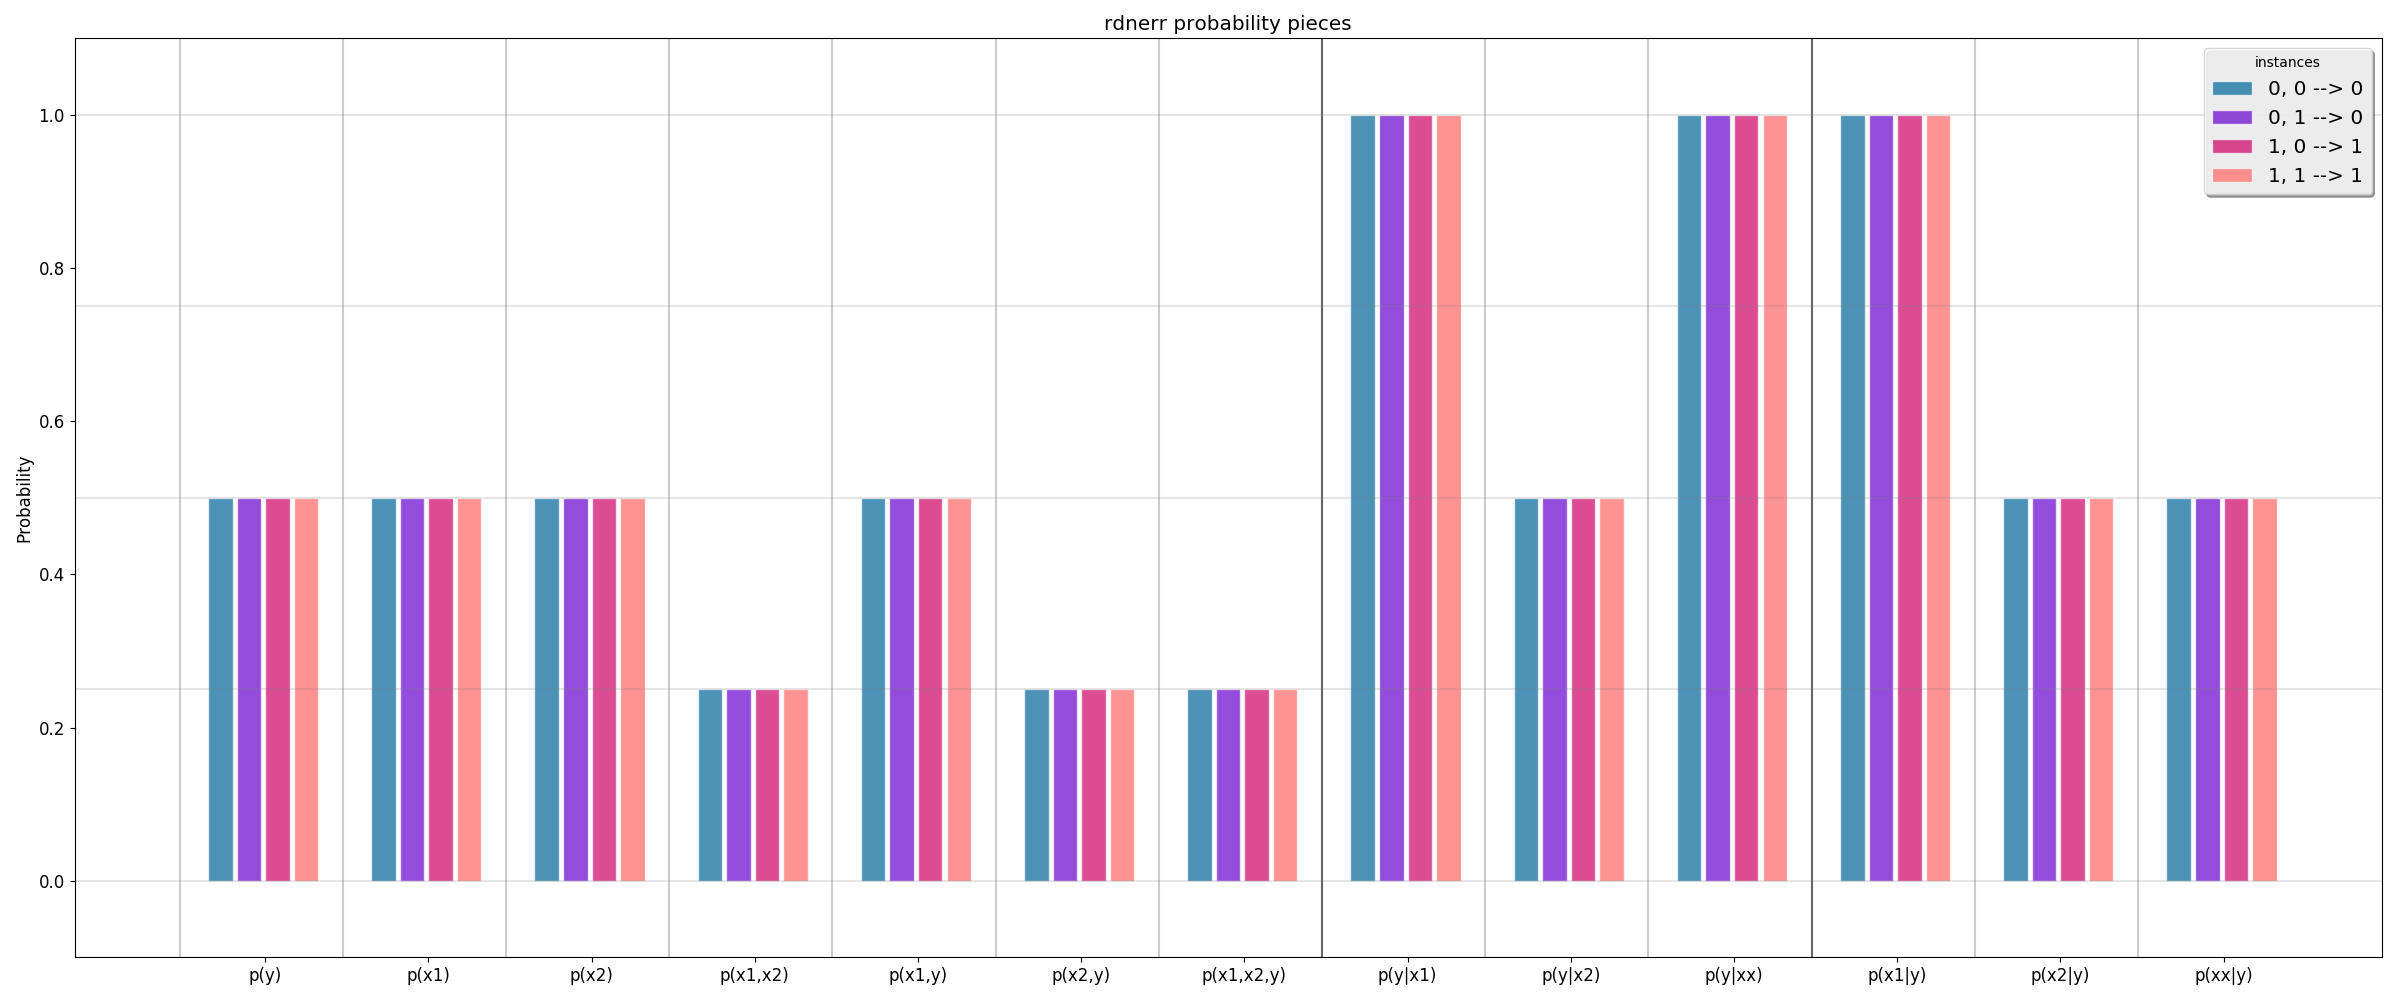 rdnerr probability pieces
instances
0, 0 --> 0
0, 1 --> 0
1, 0 --> 1
1, 1 --> 1
Probability
1.0
0.8
0.6
0.4
0.2
0.0
p(y) p(x1) p(x2) p(x1,x2) p(x1,y) p(x2,y) p(x1,x2,y) p(y|x1) p(y|x2) p(y|xx) p(x1|y) p(x2|y) p(xx|y)